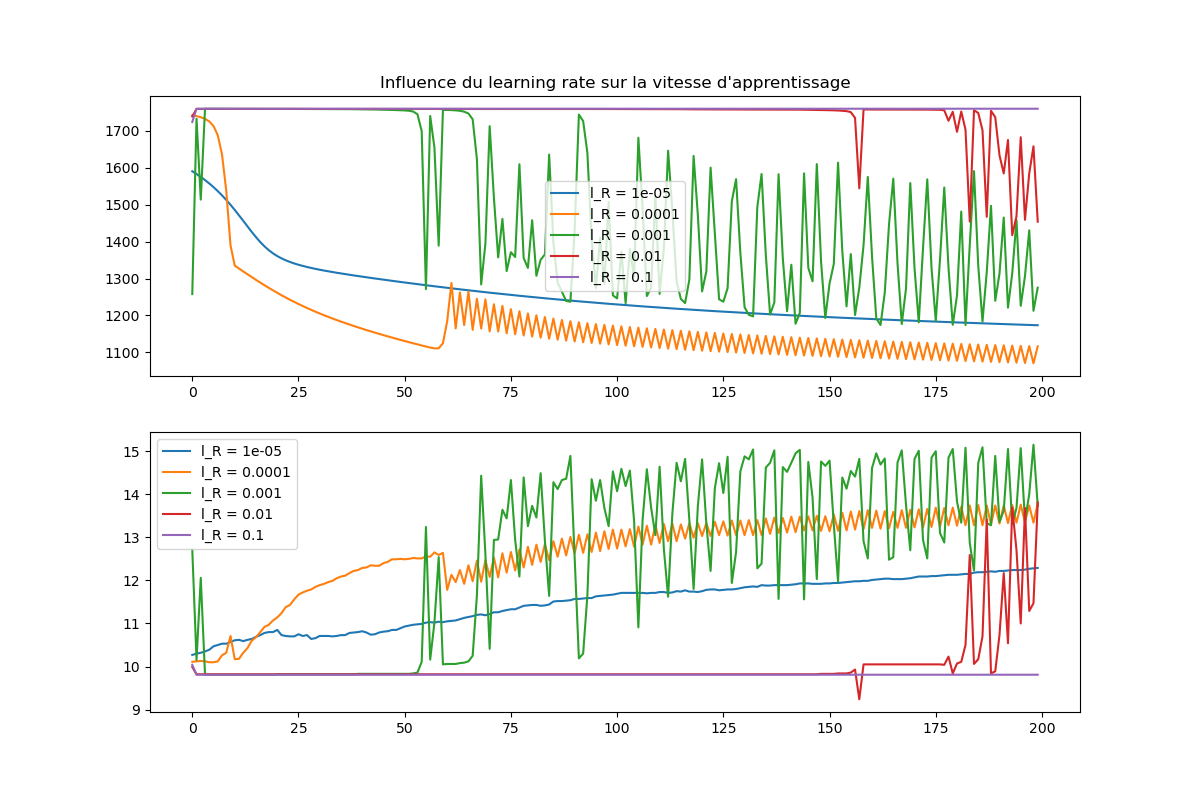 Influence du learning rate sur la vitesse d'apprentissage
1700
1600
1500
1400
1300
1200
1100
l_R = 1e-05
l_R = 0.0001
l_R = 0.001
l_R = 0.01
l_R = 0.1
0 25 50 75 100 125 150 175 200
15
14
13
12
11
10
9
l_R = 1e-05
l_R = 0.0001
l_R = 0.001
l_R = 0.01
l_R = 0.1
0 25 50 75 100 125 150 175 200